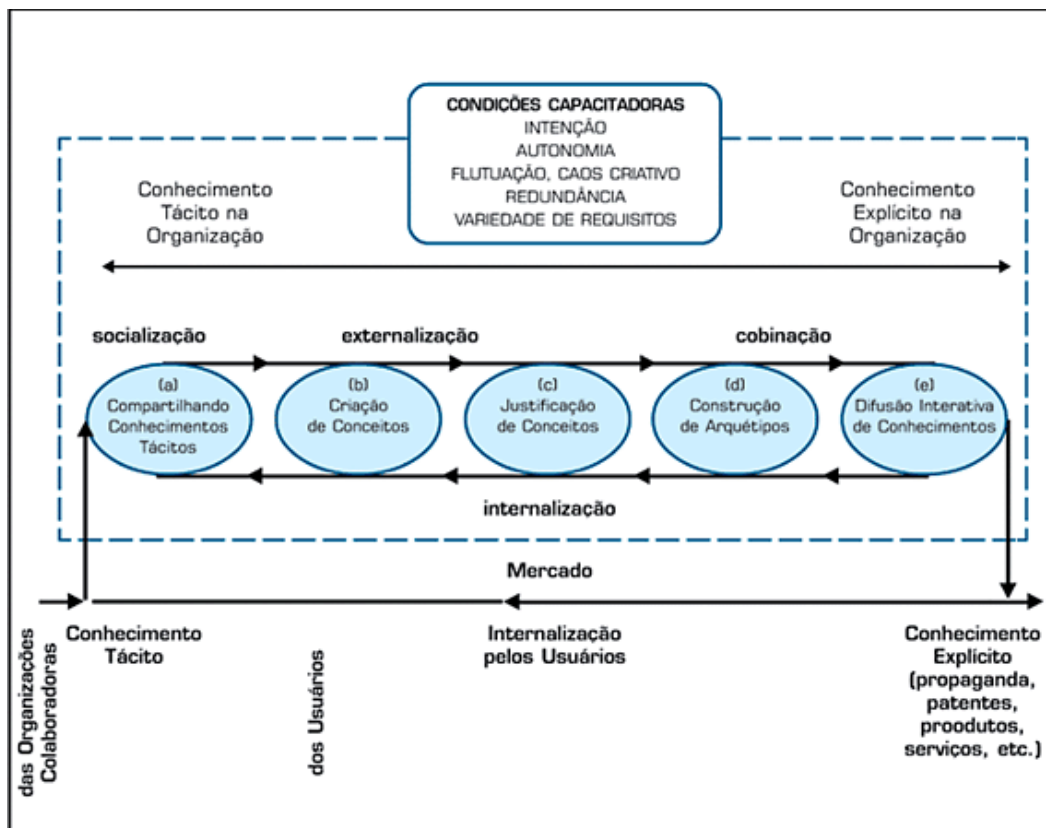 CONDIÇÕES CAPACITADORAS
INTENÇÃO
AUTONOMIA
FLUTUAÇÃO, CAOS CRIATIVO
REDUNDÂNCIA
VARIEDADE DE REQUISITOS
Conhecimento
Tácito na
Organização
Conhecimento
Explícito na
Organização
socialização
externalização
cobinação
(a)
Compartilhando
Conhecimentos
Tácitos
(b)
Criação
de Conceitos
(c)
Justificação
de Conceitos
(d)
Construção
de Arquétipos
(e)
Difusão Interativa
de Conhecimentos
internalização
Mercado
das Organizações
Colaboradoras
Conhecimento
Tácito
dos Usuários
Internalização
pelos Usuários
Conhecimento
Explícito
(propaganda,
patentes,
proodutos,
serviços, etc.)